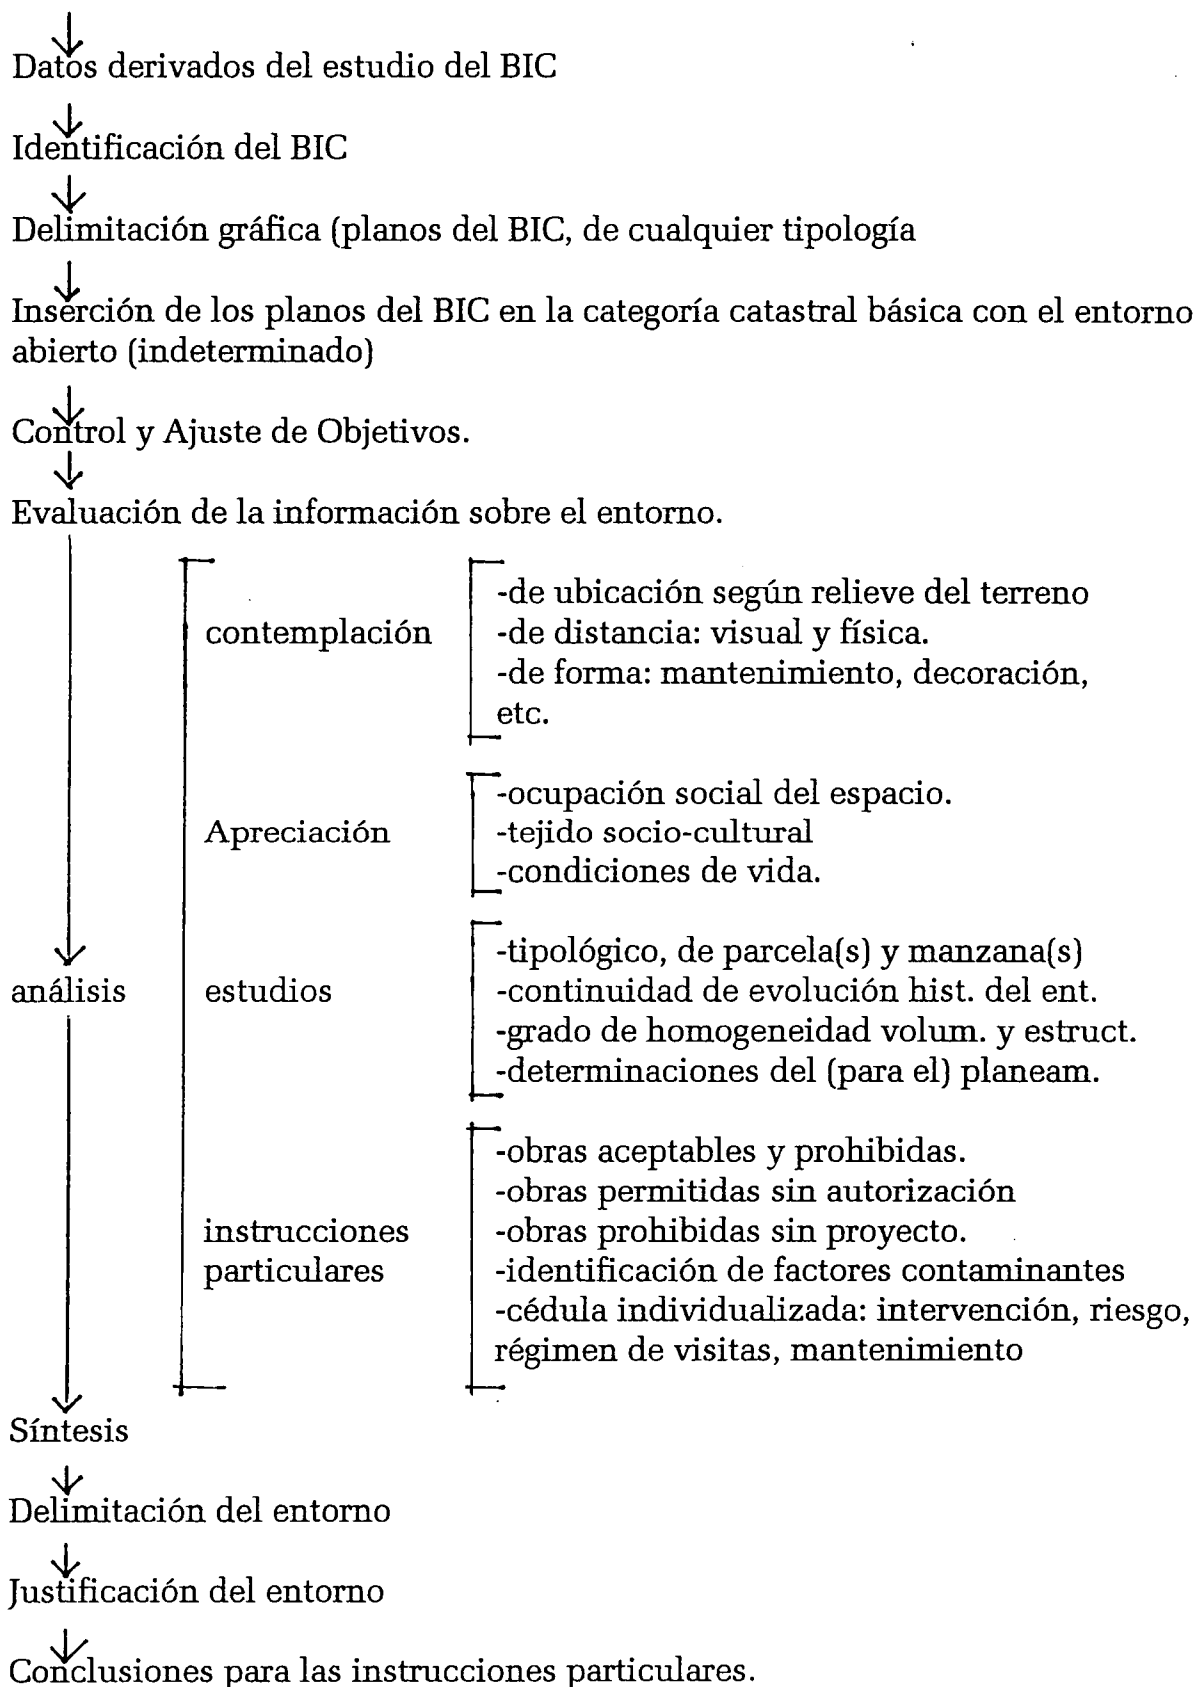 Datos derivados del estudio del BIC
Identificación del BIC
Delimitación gráfica (planos del BIC, de cualquier tipología
Inserción de los planos del BIC en la categoría catastral básica con el entorno
abierto (indeterminado)
Control y Ajuste de Objetivos.
Evaluación de la información sobre el entorno.
contemplación
-de ubicación según relieve del terreno
-de distancia: visual y física.
-de forma: mantenimiento, decoración,
etc.
Apreciación
-ocupación social del espacio.
-tejido socio-cultural
-condiciones de vida.
análisis
estudios
-tipológico, de parcela(s) y manzana(s)
-continuidad de evolución hist. del ent.
-grado de homogeneidad volum. y estruct.
-determinaciones del (para el) planeam.
instrucciones
particulares
-obras aceptables y prohibidas.
-obras permitidas sin autorización
-obras prohibidas sin proyecto.
-identificación de factores contaminantes
-cédula individualizada: intervención, riesgo,
régimen de visitas, mantenimiento
Síntesis
Delimitación del entorno
Justificación del entorno
Conclusiones para las instrucciones particulares.